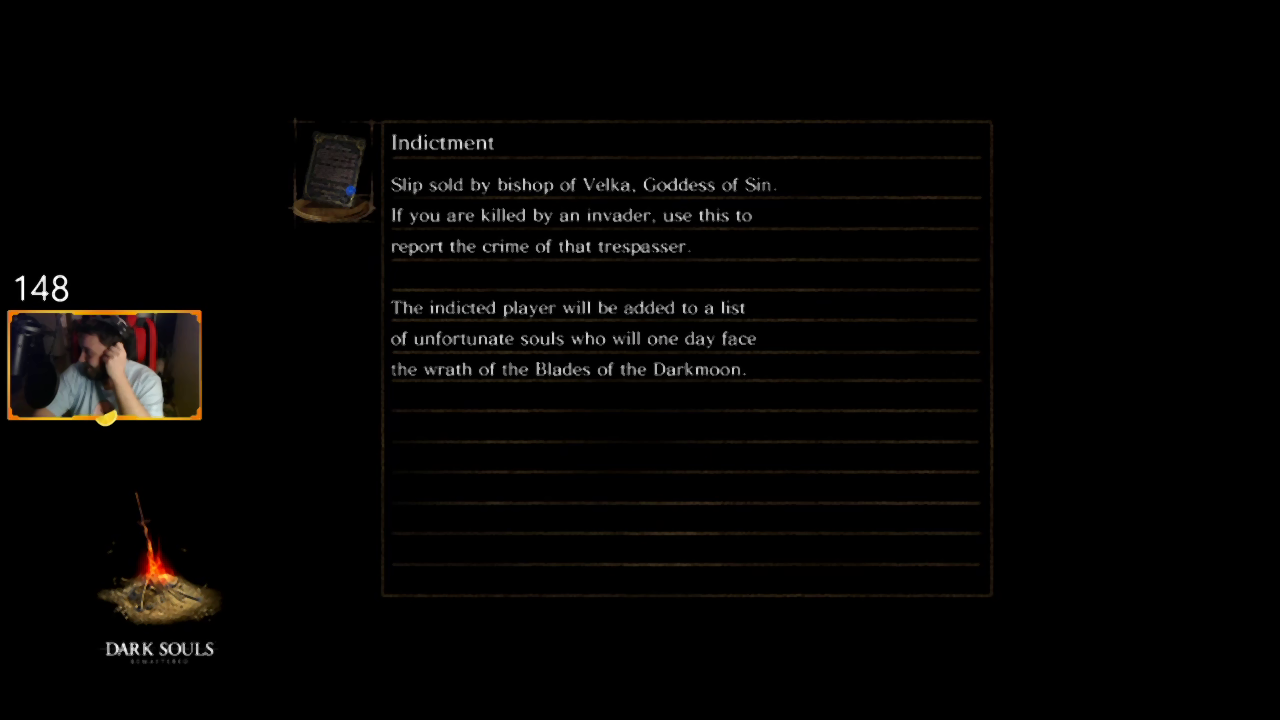 Indictment
Slip sold by bishop of Velka, Goddess of Sin.
If you are killed by an invader, use this to
report the crime of that trespasser.
The indicted player will be added to a list
of unfortunate souls who will one day face
the wrath of the Blades of the Darkmoon.
148
DARK SOULS
REMASTERED